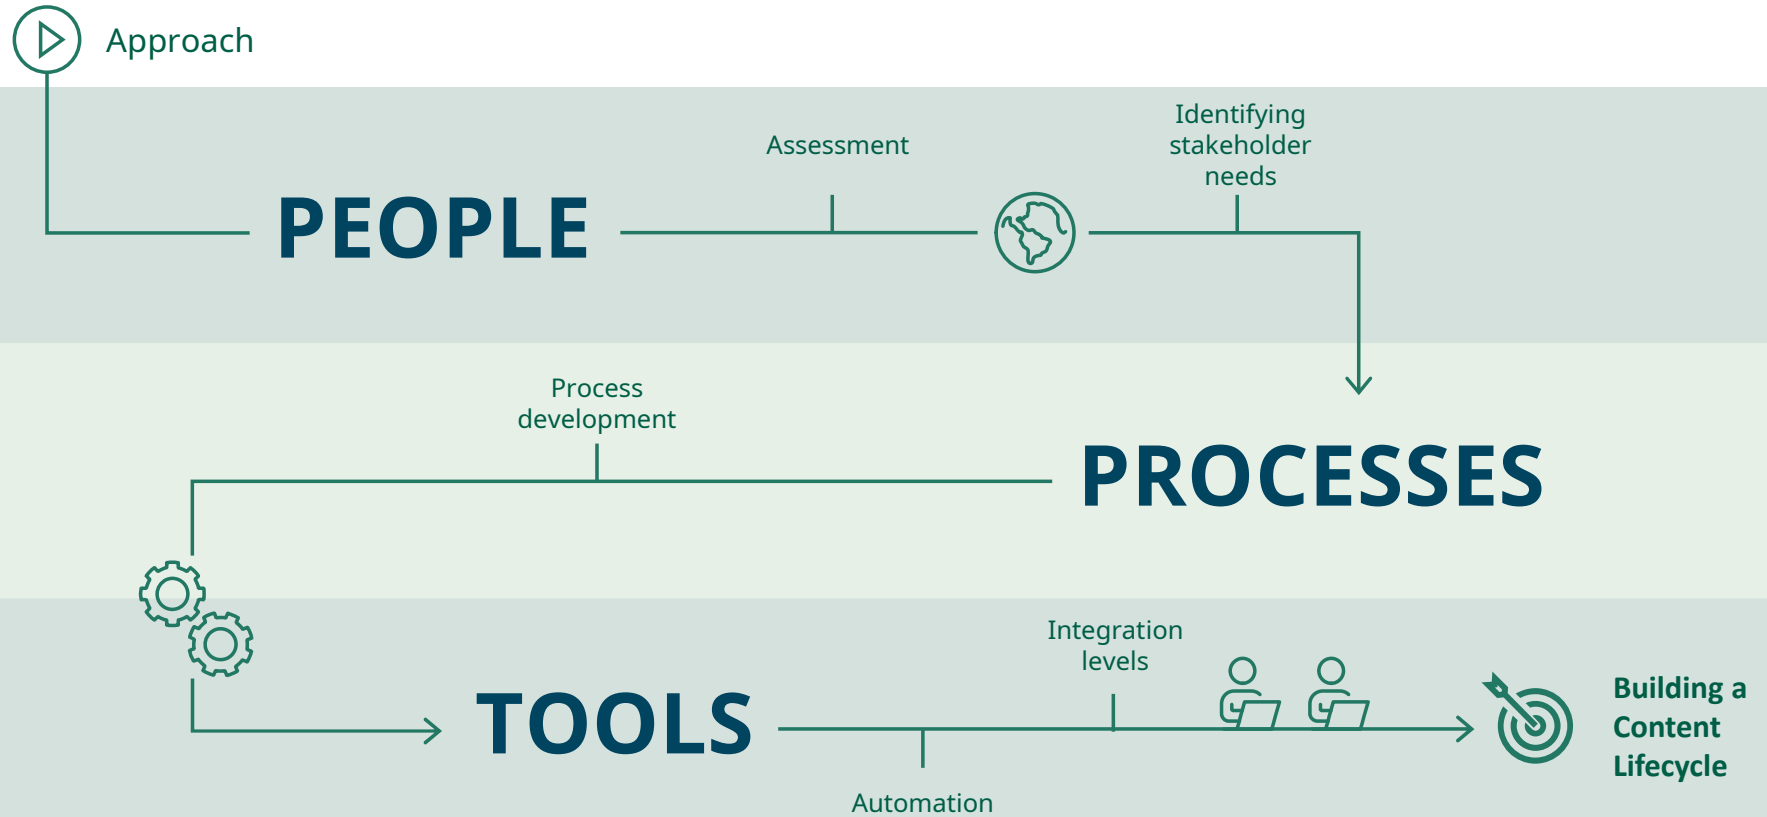 Approach
Assessment
Identifying
stakeholder
needs
PEOPLE
Process
development
PROCESSES
Integration
levels
TOOLS
Building a
Content
Lifecycle
Automation